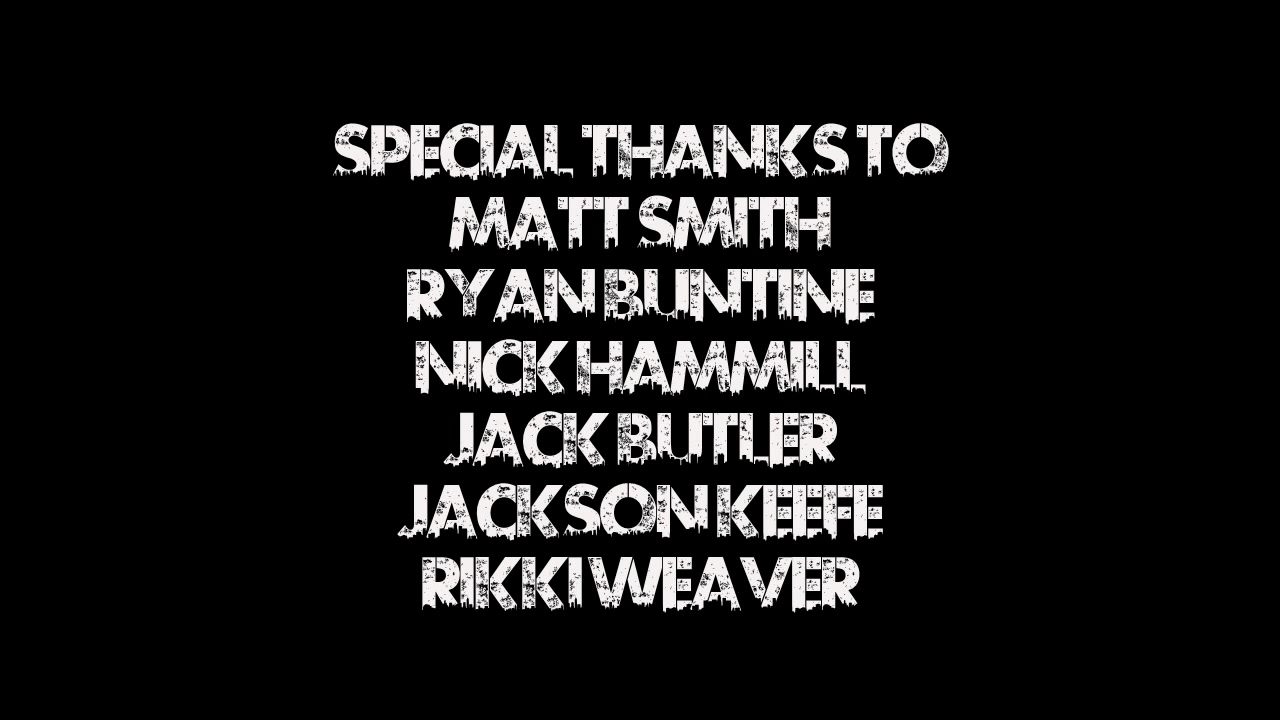 SPECIAL THANKS TO
MATT SMITH
RYAN BUNTINE
NICK HAMMILL
JACK BUTLER
JACKSON KEEFE
RIKKI WEAVER